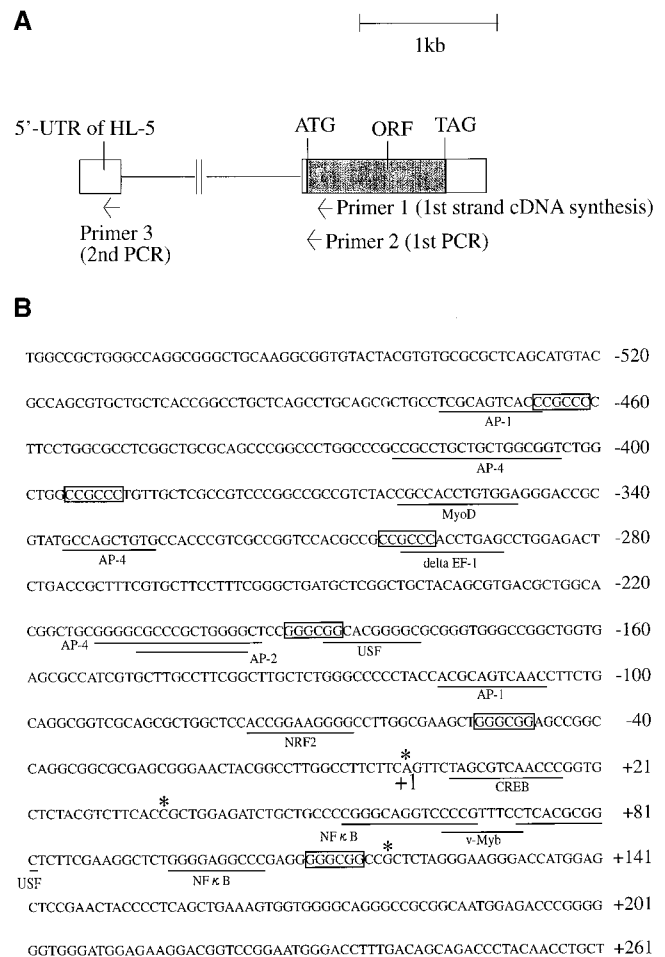 A
1kb
5'-UTR of HL-5
ATG
ORF
TAG
Primer 3
(2nd PCR)
Primer 1 (1st strand cDNA synthesis)
Primer 2 (1st PCR)
B
TGGCCGCTGGGCCAGGCGGGCTGCAAGGCGGTGTACTACGTGTGCGCGCTCAGCATGTAC -520
GCCAGCGTGCTGCTCACCGGCCTGCTCAGCCTGCAGCGCTGCCTCGCAGTCACCCGCCCC -460
AP-1
TTCCTGGCGCCTCGGCTGCGCAGCCCGGCCCTGGCCCGCCGCCTGCTGCTGGCGGTCTGG -400
AP-4
CTGGCCGCCCTGTTGCTCGCCGTCCCGGCCGCCGTCTACCGCCACCTGTGGAGGGACCGC -340
MyoD
GTATGCCAGCTGTGCCACCCGTCGCCGGTCCACGCCGCCGCCCACCTGAGCCTGGAGACT -280
AP-4
delta EF-1
CTGACCGCTTTCGTGCTTCCTTTCGGGCTGATGCTCGGCTGCTACAGCGTGACGCTGGCA -220
CGGCTGCGGGGCGCCCGCTGGGGCTCCGGGCGGCACGGGGCGCGGGTGGGCCGGCTGGTG -160
AP-4
AP-2
USF
AGCGCCATCGTGCTTGCCTTCGGCTTGCTCTGGGCCCCCTACCACGCAGTCAACCTTCTG -100
AP-1
CAGGCGGTCGCAGCGCTGGCTCCACCGGAAGGGGCCTTGGCGAAGCTGGGCGGAGCCGGC -40
NRF2
*
CAGGCGGCGCGAGCGGGAACTACGGCCTTGGCCTTCTTCAGTTCTAGCGTCAACCCGGTG +21
+1
CREB
*
CTCTACGTCTTCACCGCTGGAGATCTGCTGCCCCGGGCAGGTCCCCGTTTCCTCACGCGG +81
NFκB
v-Myb
*
CTCTTCGAAGGCTCTGGGGAGGCCCGAGGGGGCGGCCGCTCTAGGGAAGGGACCATGGAG +141
USF
NFκB
CTCCGAACTACCCCTCAGCTGAAAGTGGTGGGGCAGGGCCGCGGCAATGGAGACCCGGGG +201
GGTGGGATGGAGAAGGACGGTCCGGAATGGGACCTTTGACAGCAGACCCTACAACCTGCT +261